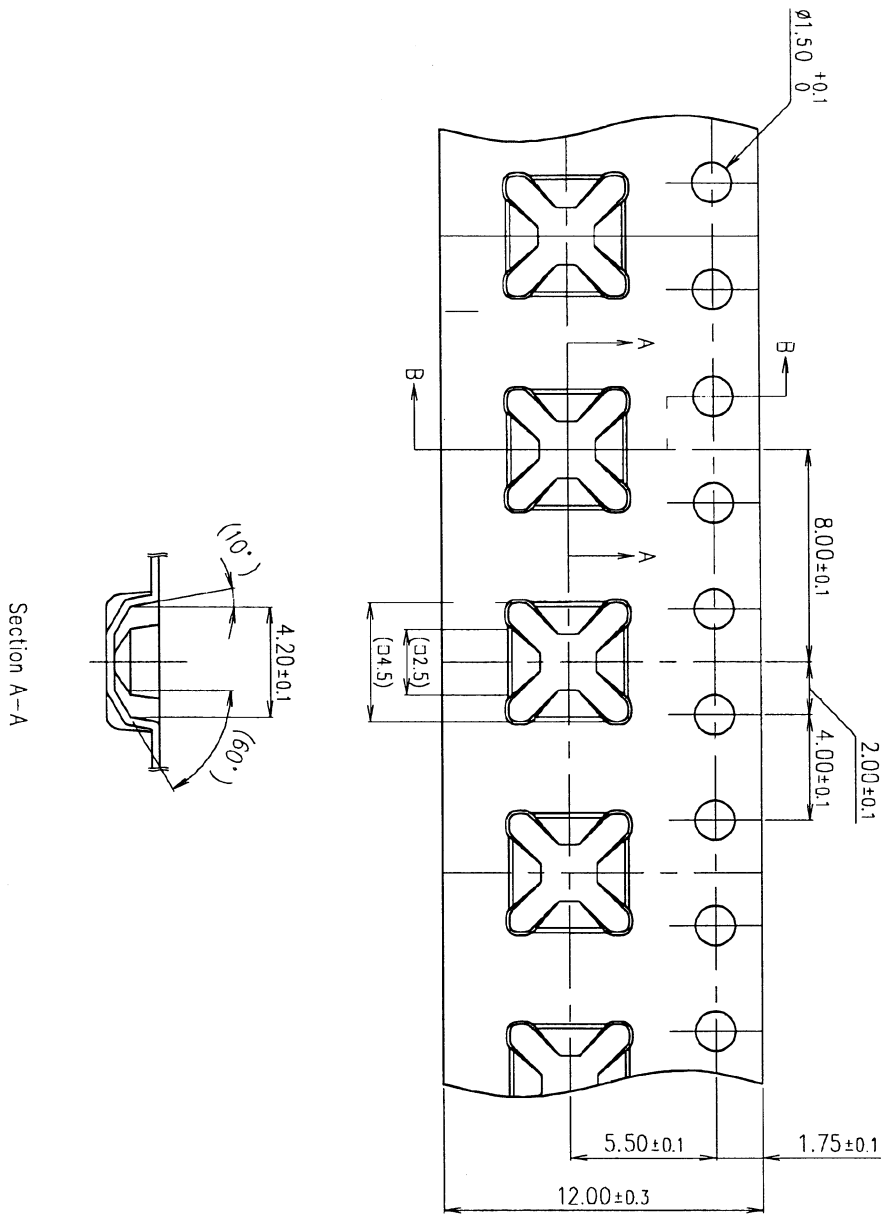 ø1.50 +0.1 0
B
A
B
A
8.00±0.1
2.00±0.1
4.00±0.1
(□2.5)
(□4.5)
(10°)
4.20±0.1
(60°)
Section A-A
5.50±0.1
1.75±0.1
12.00±0.3